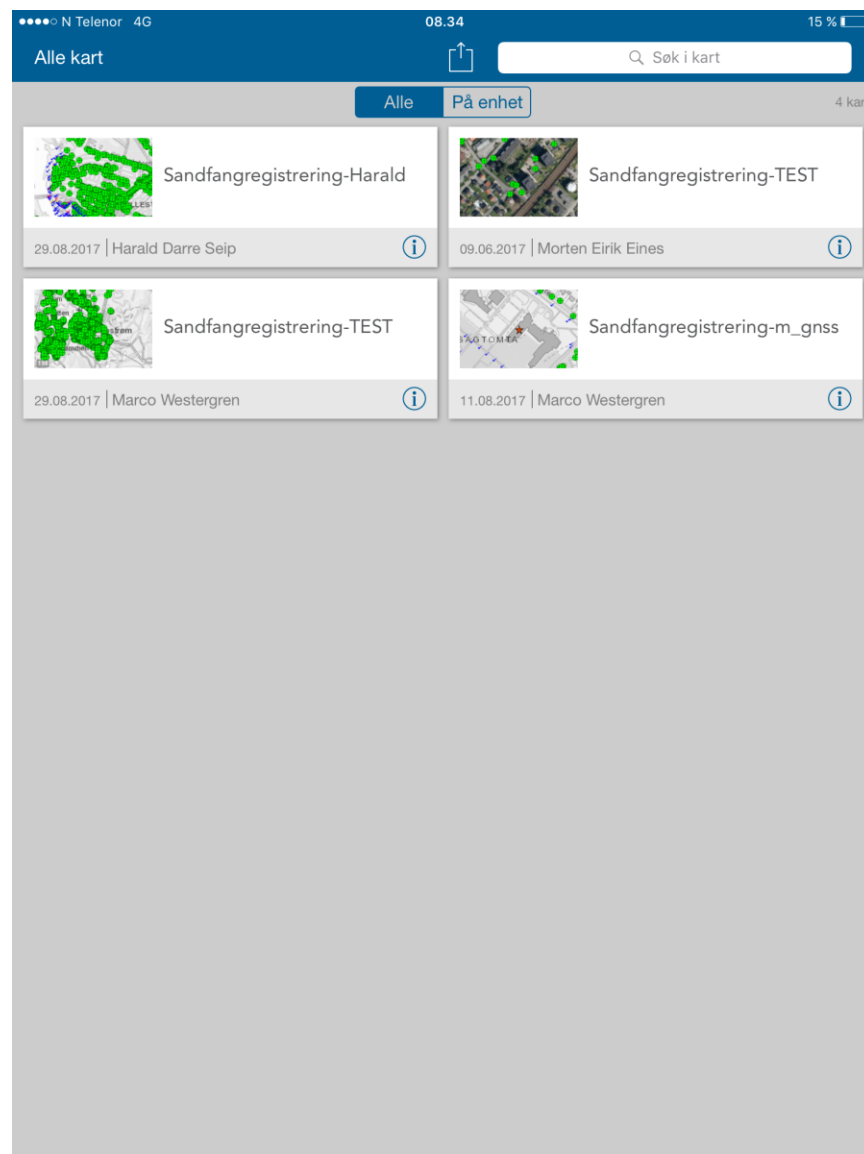 N Telenor 4G 08.34 15 %
Alle kart Søk i kart
Alle På enhet 4 kar
Sandfangregistrering-Harald
29.08.2017 | Harald Darre Seip
Sandfangregistrering-TEST
09.06.2017 | Morten Eirik Eines
Sandfangregistrering-TEST
29.08.2017 | Marco Westergren
Sandfangregistrering-m_gnss
11.08.2017 | Marco Westergren